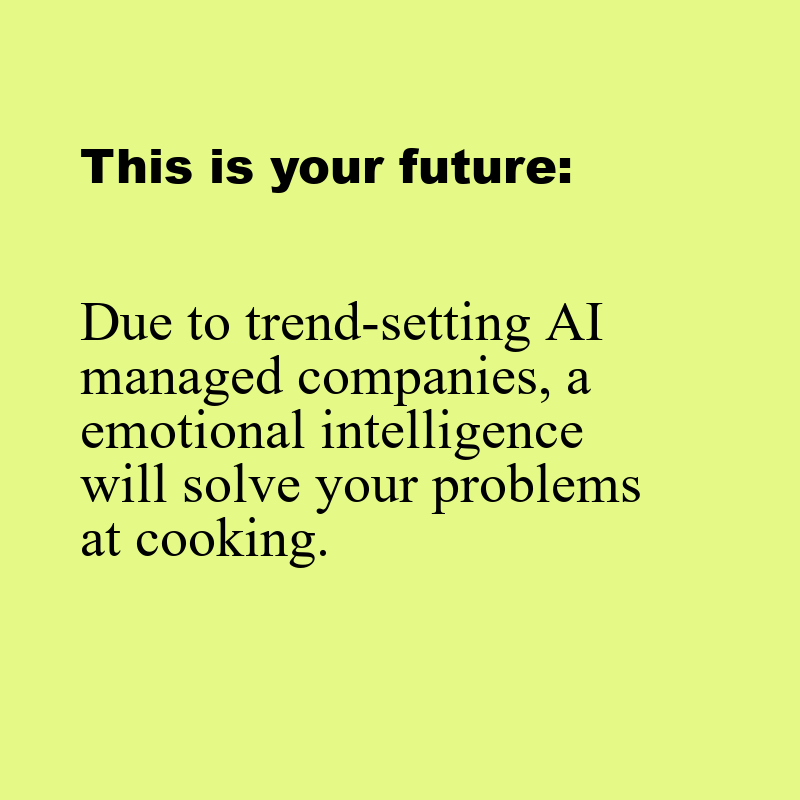 This is your future:
Due to trend-setting AI
managed companies, a
emotional intelligence
will solve your problems
at cooking.